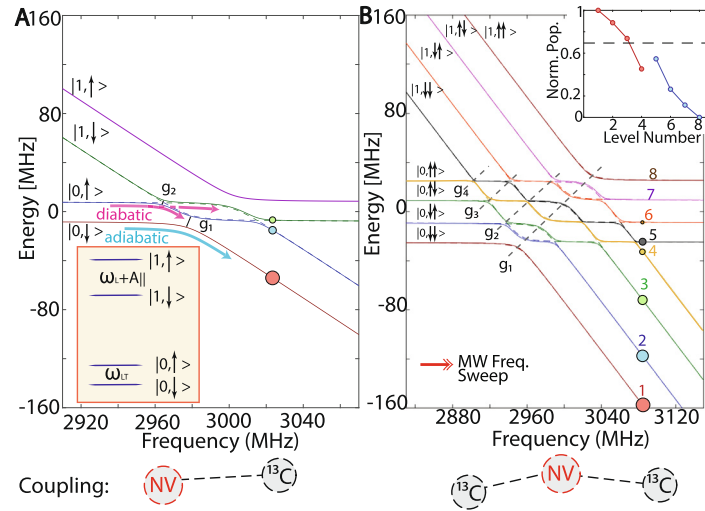 A
160
80
0
-80
-160
Energy [MHz]
|1,↑>
|1,↓>
|0,↑>
|0,↓>
g₂
g₁
diabatic
adiabatic
ωL+A||
|1,↑>
|1,↓>
ωLT
|0,↑>
|0,↓>
2920
2960
3000
3040
Frequency (MHz)
B
160
80
0
-80
-160
Energy [MHz]
|1,↑↓>
|1,↑↑>
|1,↓↑>
|1,↓↓>
|0,↑↑>
|0,↑↓>
|0,↓↑>
|0,↓↓>
g₄
g₃
g₂
g₁
8
7
6
5
4
3
2
1
MW Freq.
Sweep
2880
2960
3040
3120
Frequency (MHz)
Norm. Pop.
1
0.6
0
2
4
6
8
Level Number
Coupling:
NV
¹³C
¹³C
NV
¹³C